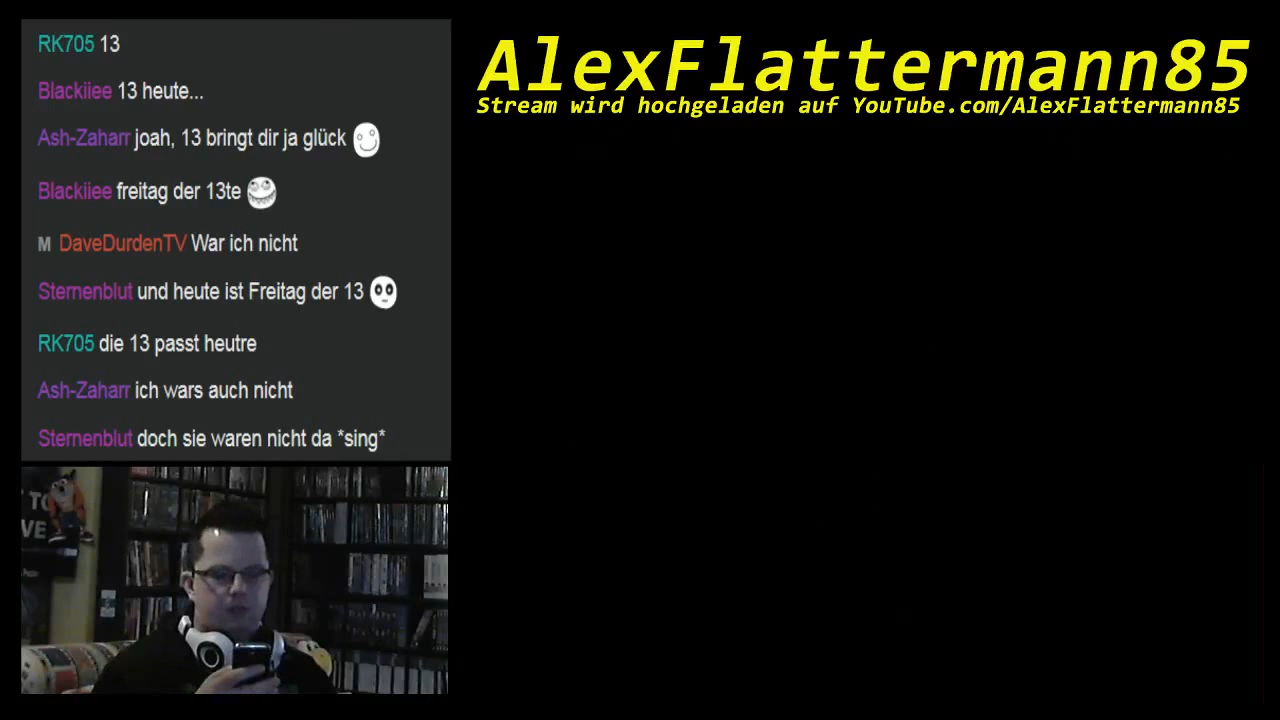 RK705 13
Blackiiee 13 heute...
Ash-Zaharr joah, 13 bringt dir ja glück
Blackiiee freitag der 13te
M DaveDurdenTV War ich nicht
Sternenblut und heute ist Freitag der 13
RK705 die 13 passt heutre
Ash-Zaharr ich wars auch nicht
Sternenblut doch sie waren nicht da *sing*
AlexFlattermann85
Stream wird hochgeladen auf YouTube.com/AlexFlattermann85
TO
VE